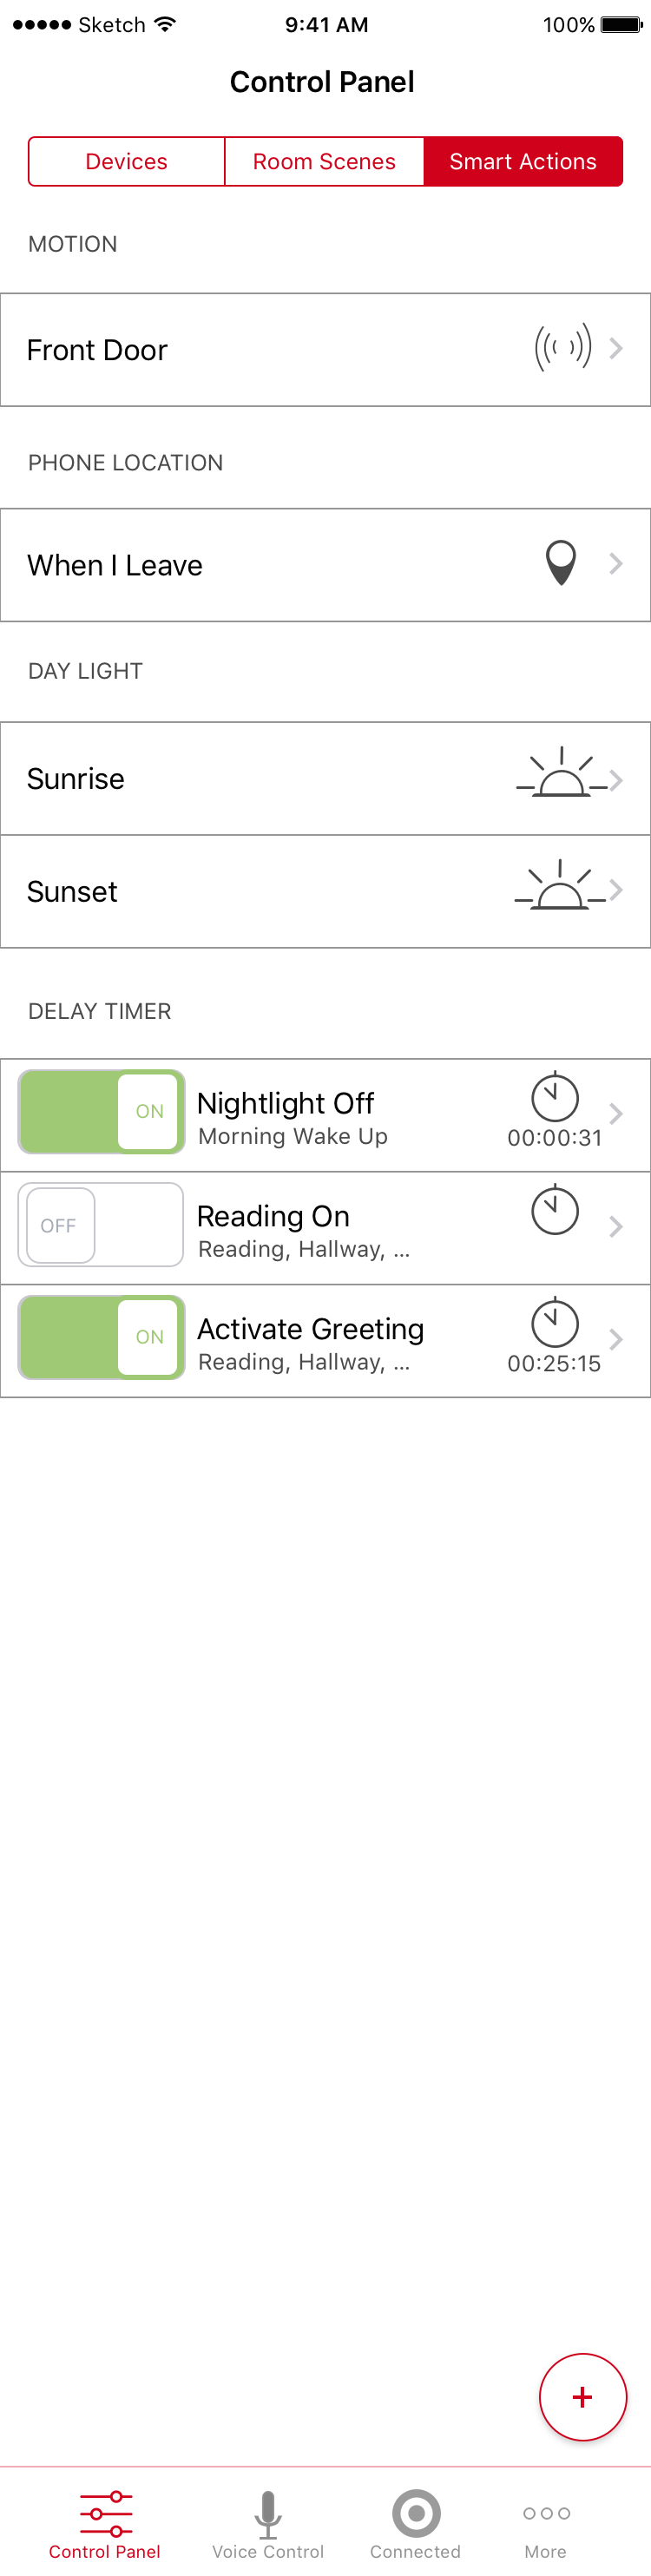 Sketch 9:41 AM 100%
Control Panel
Devices Room Scenes Smart Actions
MOTION
Front Door
PHONE LOCATION
When I Leave
DAY LIGHT
Sunrise
Sunset
DELAY TIMER
ON Nightlight Off
Morning Wake Up 00:00:31
OFF Reading On
Reading, Hallway, ...
ON Activate Greeting
Reading, Hallway, ... 00:25:15
+
Control Panel Voice Control Connected More